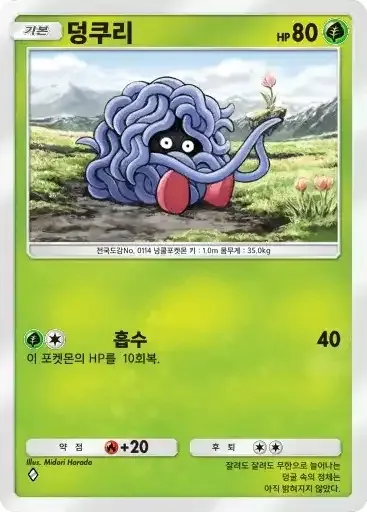 기본 덩쿠리 HP 80
전국도감No. 0114 넝쿨포켓몬 키 : 1.0m 몸무게 : 35.0kg
흡수 40
이 포켓몬의 HP를 10회복.
약점 +20 후퇴
Illus. Midori Harada
잘려도 잘려도 무한으로 늘어나는
덩굴 속의 정체는
아직 밝혀지지 않았다.